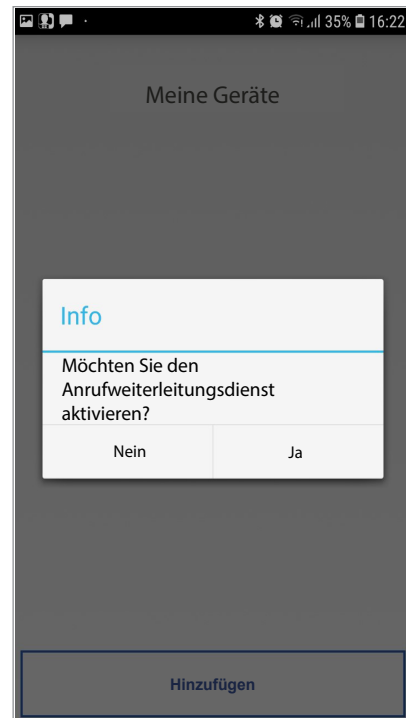 35% 16:22
Meine Geräte
Info
Möchten Sie den
Anrufweiterleitungsdienst
aktivieren?
Nein Ja
Hinzufügen